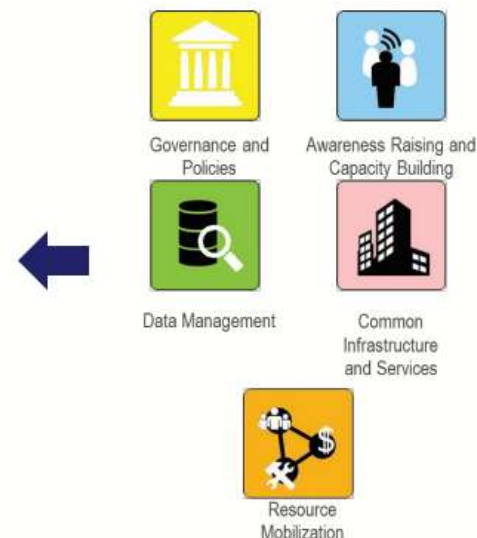 Governance and
Policies
Awareness Raising and
Capacity Building
Data Management
Common
Infrastructure
and Services
$
Resource
Mobilization